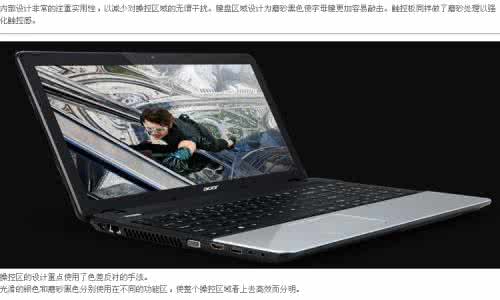 内部设计非常的注重实用性，以减少对操控区域的无谓干扰。键盘区域设计为磨砂黑色使字母键更加容易敲击。触控板同样做了磨砂处理以强
化触控感。
acer
操控区的设计重点使用了色差反衬的手法。
光滑的银色和磨砂黑色分别使用在不同的功能区，使整个操控区域看上去高效而分明。